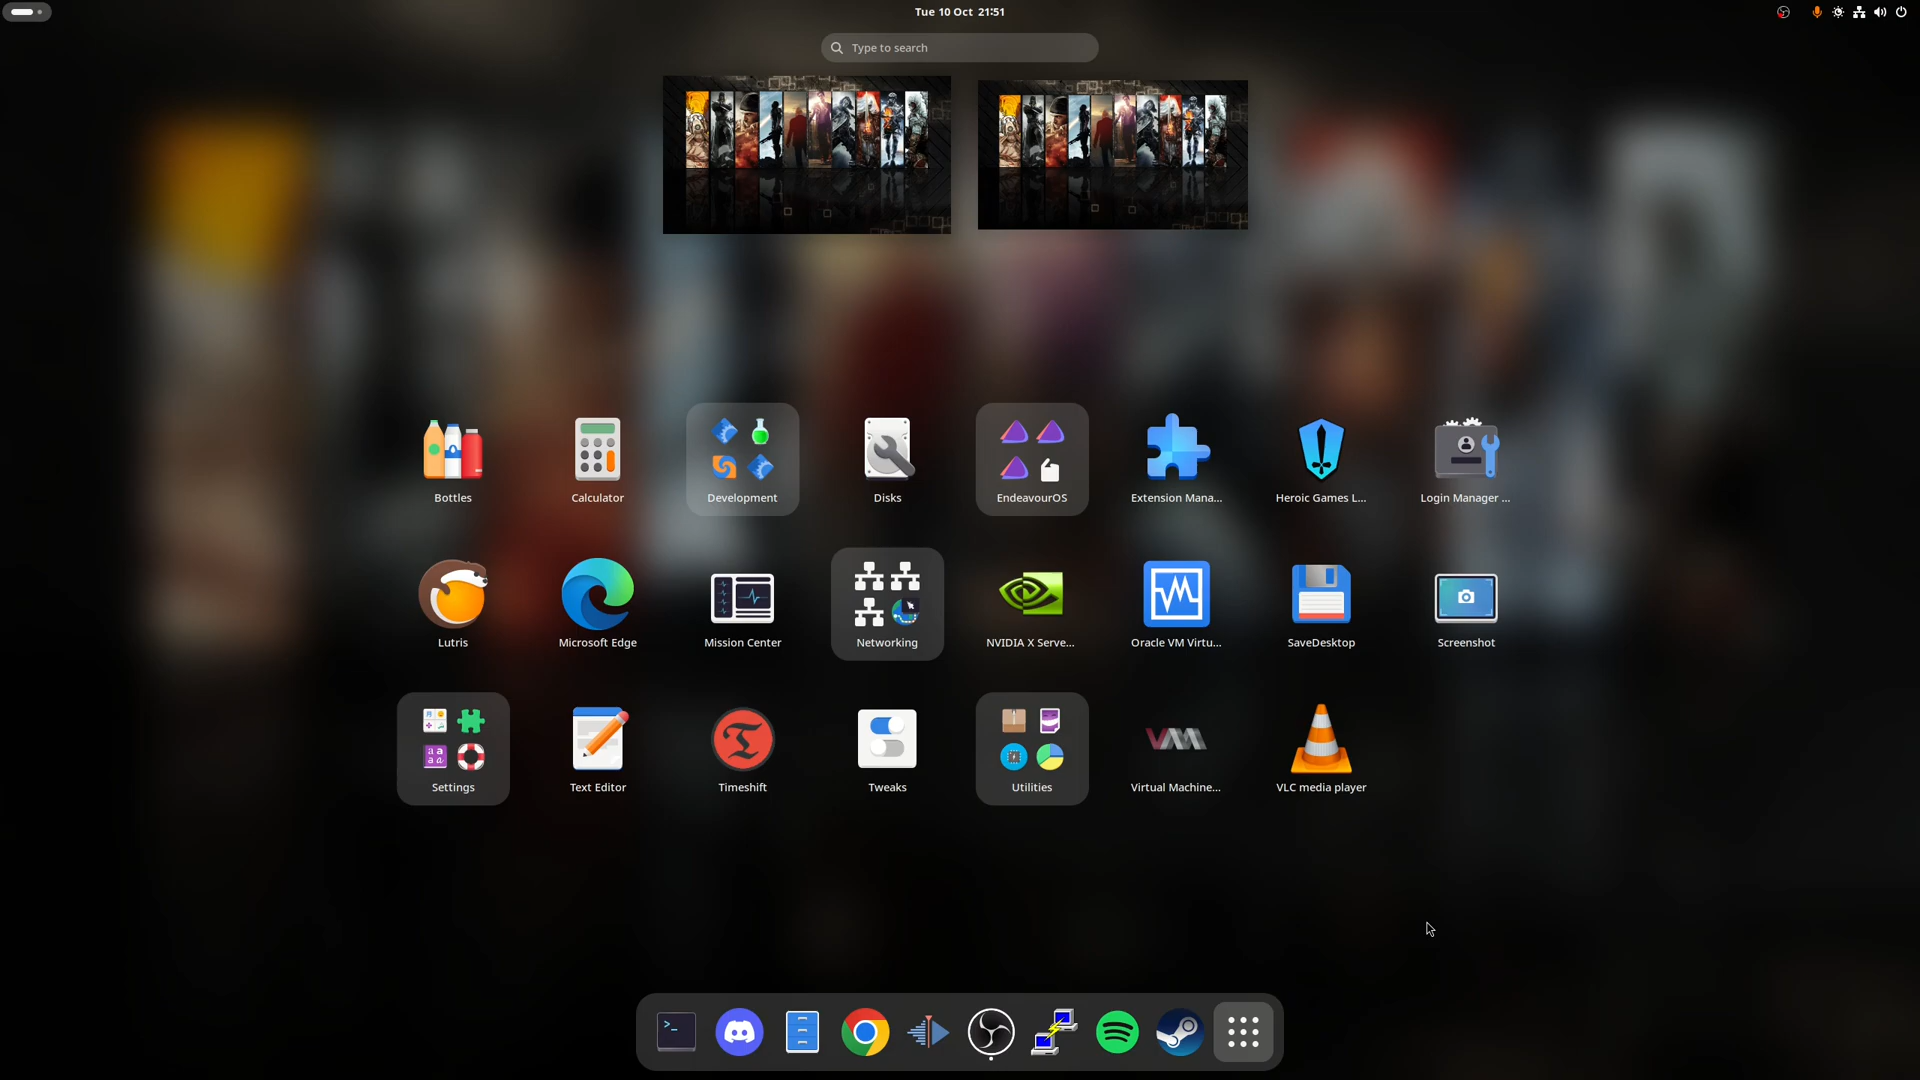 Tue 10 Oct 21:51
Type to search
Bottles
Calculator
Development
Disks
EndeavourOS
Extension Mana...
Heroic Games L...
Login Manager ...
Lutris
Microsoft Edge
Mission Center
Networking
NVIDIA X Serve...
Oracle VM Virtu...
SaveDesktop
Screenshot
Settings
Text Editor
Timeshift
Tweaks
Utilities
Virtual Machine...
VLC media player